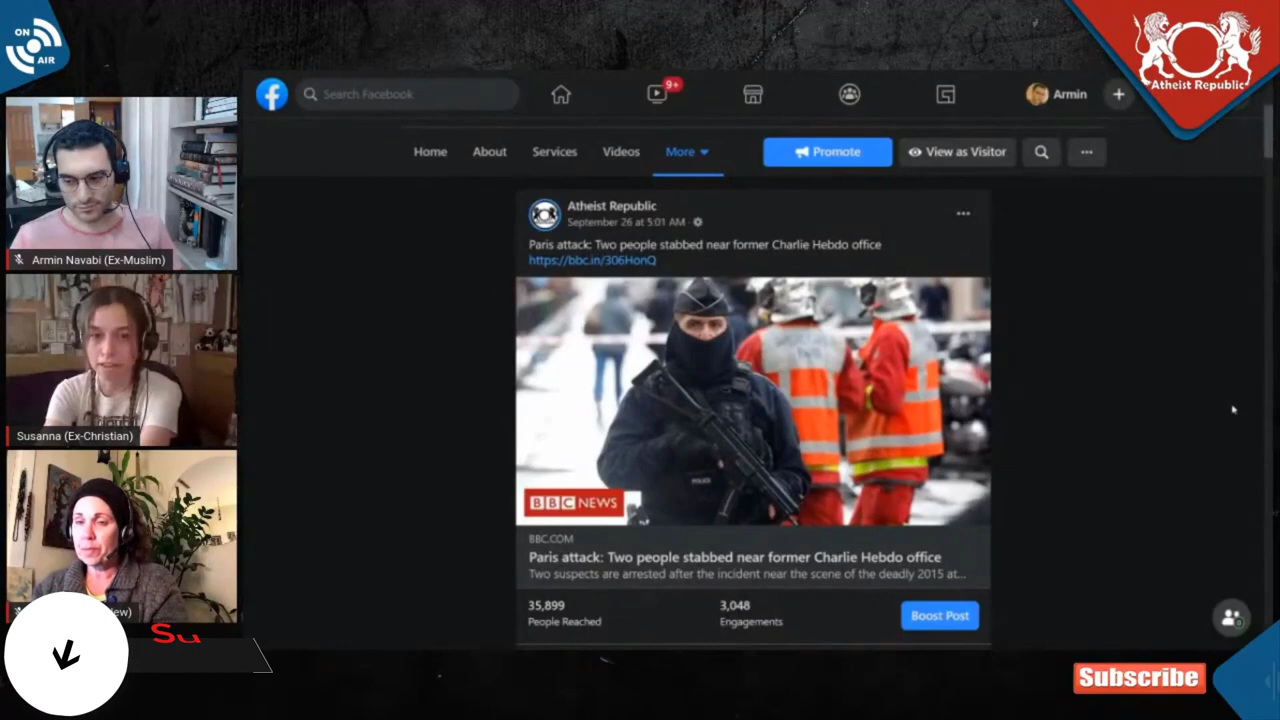 ON
AIR
Atheist Republic
Search Facebook
9+
Armin
Home
About
Services
Videos
More
Promote
View as Visitor
Atheist Republic
September 26 at 5:01 AM
Paris attack: Two people stabbed near former Charlie Hebdo office
https://bbc.in/306HonQ
POLICE
BBC NEWS
BBC.COM
Paris attack: Two people stabbed near former Charlie Hebdo office
Two suspects are arrested after the incident near the scene of the deadly 2015 at...
35,899
People Reached
3,048
Engagements
Boost Post
Armin Navabi (Ex-Muslim)
Susanna (Ex-Christian)
Su
Subscribe